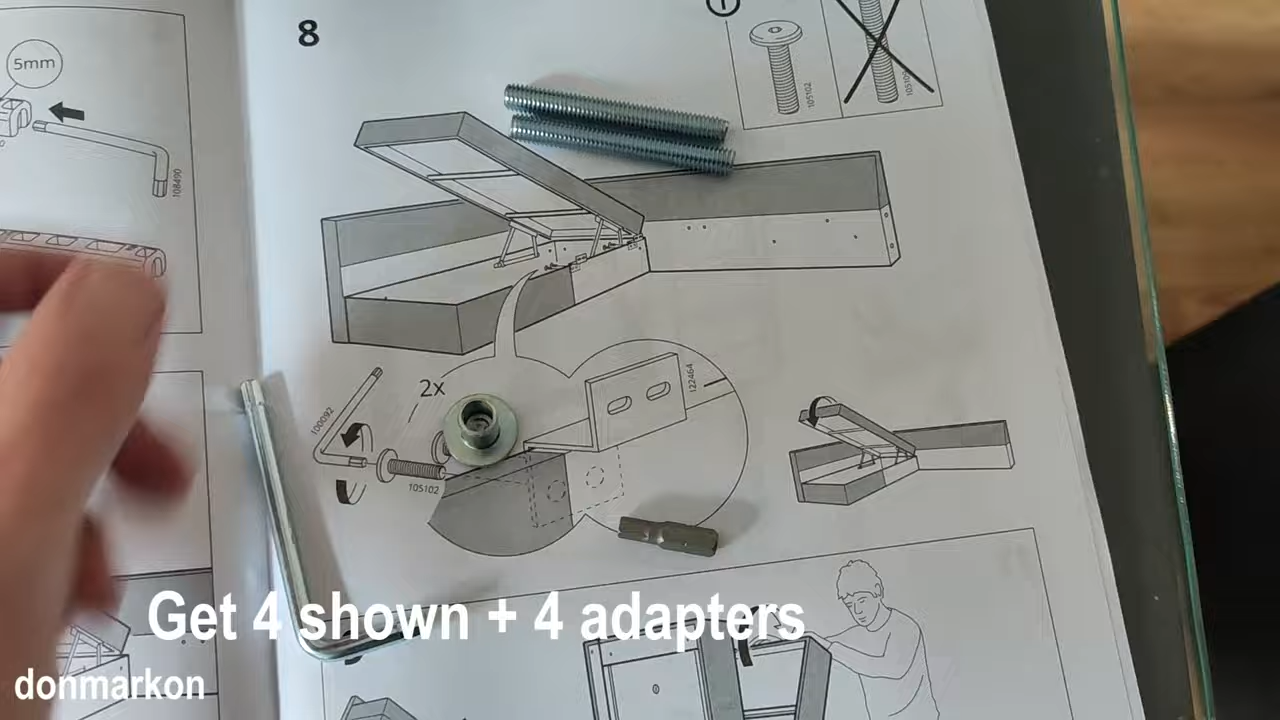 8
5mm
108490
105102
2x
122464
100092
105102
Get 4 shown + 4 adapters
donmarkon